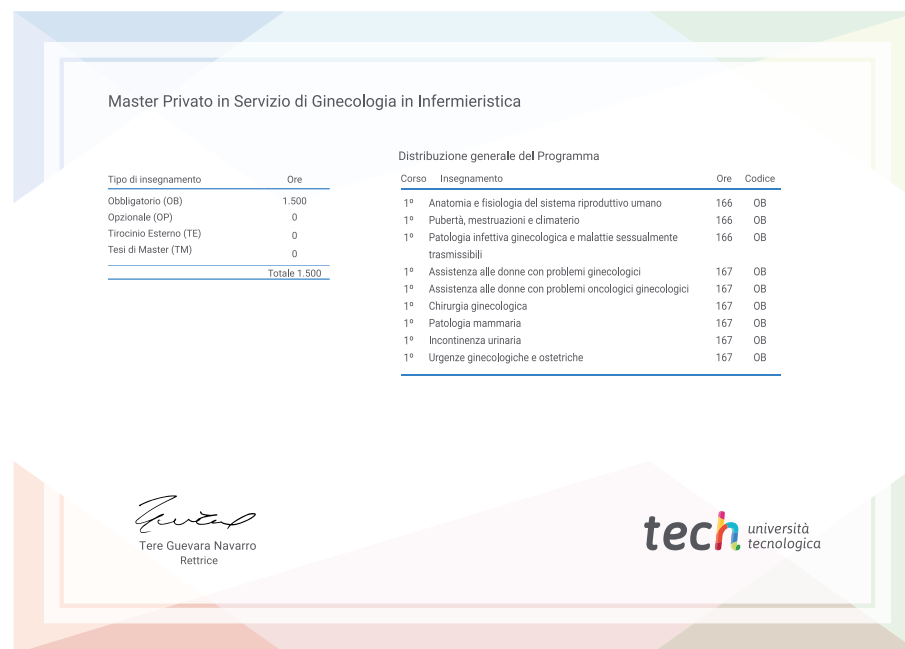 Master Privato in Servizio di Ginecologia in Infermieristica
Tipo di insegnamento Ore
Obbligatorio (OB) 1.500
Opzionale (OP) 0
Tirocinio Esterno (TE) 0
Tesi di Master (TM) 0
Totale 1.500
Distribuzione generale del Programma
Corso Insegnamento Ore Codice
1º Anatomia e fisiologia del sistema riproduttivo umano 166 OB
1º Pubertà, mestruazioni e climaterio 166 OB
1º Patologia infettiva ginecologica e malattie sessualmente 166 OB
trasmissibili
1º Assistenza alle donne con problemi ginecologici 167 OB
1º Assistenza alle donne con problemi oncologici ginecologici 167 OB
1º Chirurgia ginecologica 167 OB
1º Patologia mammaria 167 OB
1º Incontinenza urinaria 167 OB
1º Urgenze ginecologiche e ostetriche 167 OB
Tere Guevara Navarro
Rettrice
tech università
tecnologica